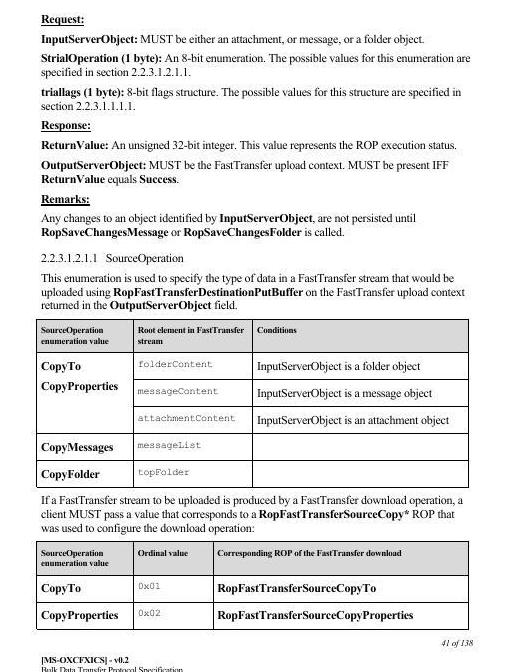 Request:
InputServerObject: MUST be either an attachment, or message, or a folder object.
StrialOperation (1 byte): An 8-bit enumeration. The possible values for this enumeration are
specified in section 2.2.3.1.2.1.1.
triallags (1 byte): 8-bit flags structure. The possible values for this structure are specified in
section 2.2.3.1.1.1.1.
Response:
ReturnValue: An unsigned 32-bit integer. This value represents the ROP execution status.
OutputServerObject: MUST be the FastTransfer upload context. MUST be present IFF
ReturnValue equals Success.
Remarks:
Any changes to an object identified by InputServerObject, are not persisted until
RopSaveChangesMessage or RopSaveChangesFolder is called.
2.2.3.1.2.1.1 SourceOperation
This enumeration is used to specify the type of data in a FastTransfer stream that would be
uploaded using RopFastTransferDestinationPutBuffer on the FastTransfer upload context
returned in the OutputServerObject field.
SourceOperation Root element in FastTransfer Conditions
enumeration value stream
CopyTo folderContent InputServerObject is a folder object
CopyProperties messageContent InputServerObject is a message object
attachmentContent InputServerObject is an attachment object
CopyMessages messageList
CopyFolder topFolder
If a FastTransfer stream to be uploaded is produced by a FastTransfer download operation, a
client MUST pass a value that corresponds to a RopFastTransferSourceCopy* ROP that
was used to configure the download operation:
SourceOperation Ordinal value Corresponding ROP of the FastTransfer download
enumeration value
CopyTo 0x01 RopFastTransferSourceCopyTo
CopyProperties 0x02 RopFastTransferSourceCopyProperties
41 of 138
[MS-OXCFXICS] - v0.2
Bulk Data Transfer Protocol Specification